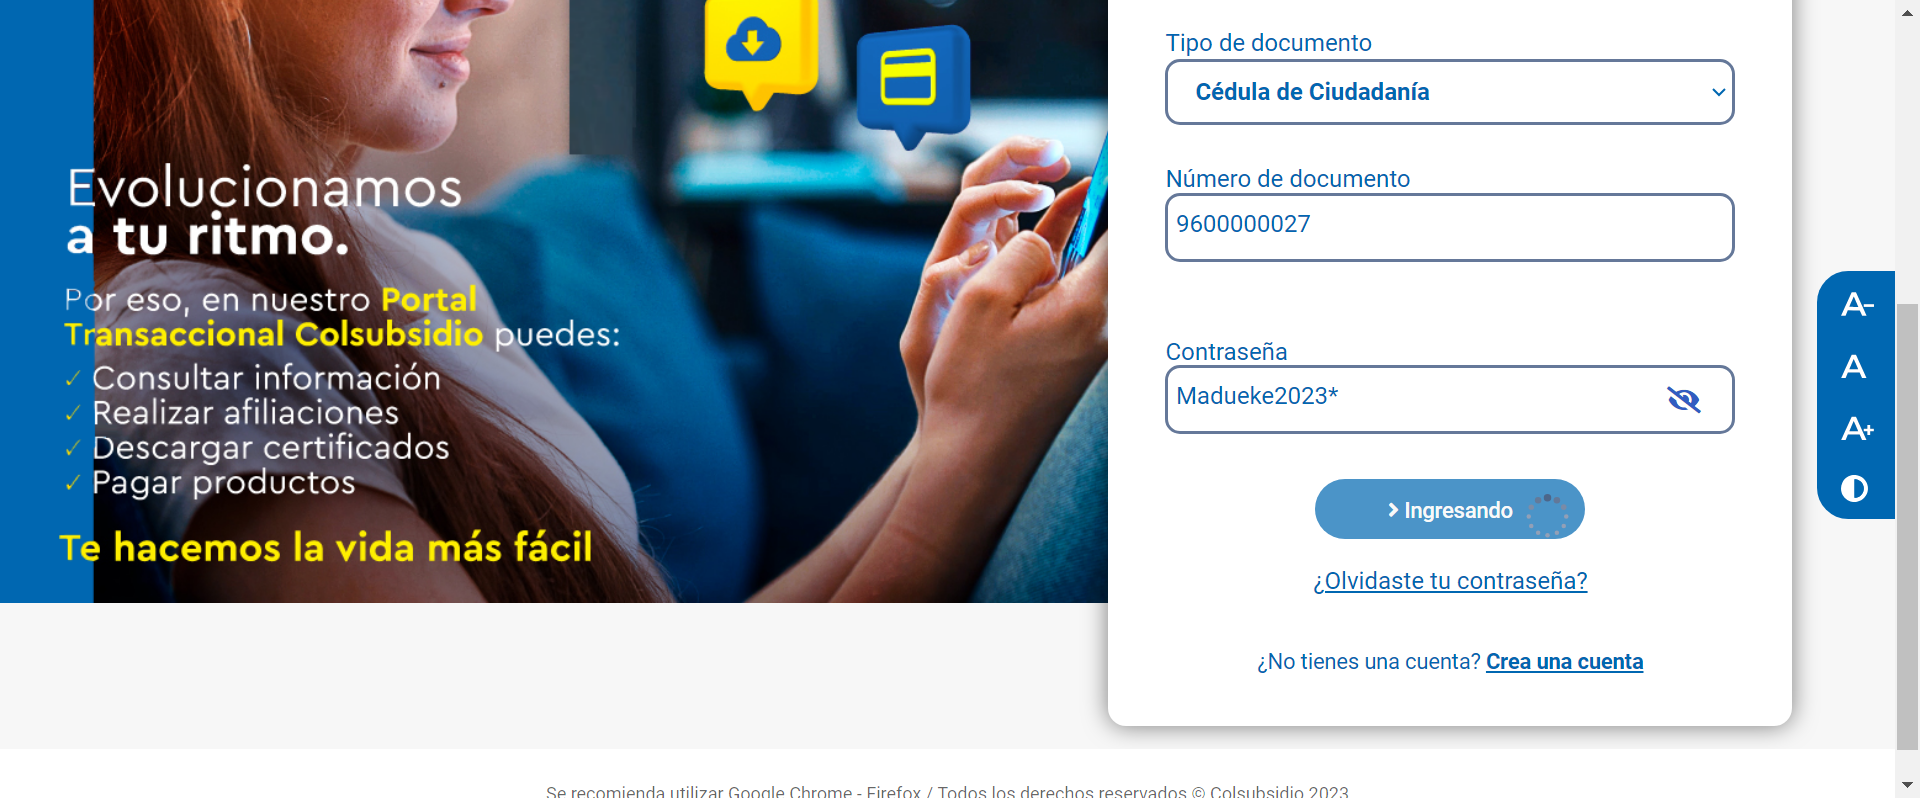 Evolucionamos
a tu ritmo.
Por eso, en nuestro Portal
Transaccional Colsubsidio puedes:
✓ Consultar información
✓ Realizar afiliaciones
✓ Descargar certificados
✓ Pagar productos
Te hacemos la vida más fácil
Tipo de documento
Cédula de Ciudadanía
Número de documento
9600000027
Contraseña
Madueke2023*
Ingresando
¿Olvidaste tu contraseña?
¿No tienes una cuenta? Crea una cuenta
A-
A
A+
Se recomienda utilizar Google Chrome - Firefox / Todos los derechos reservados © Colsubsidio 2023